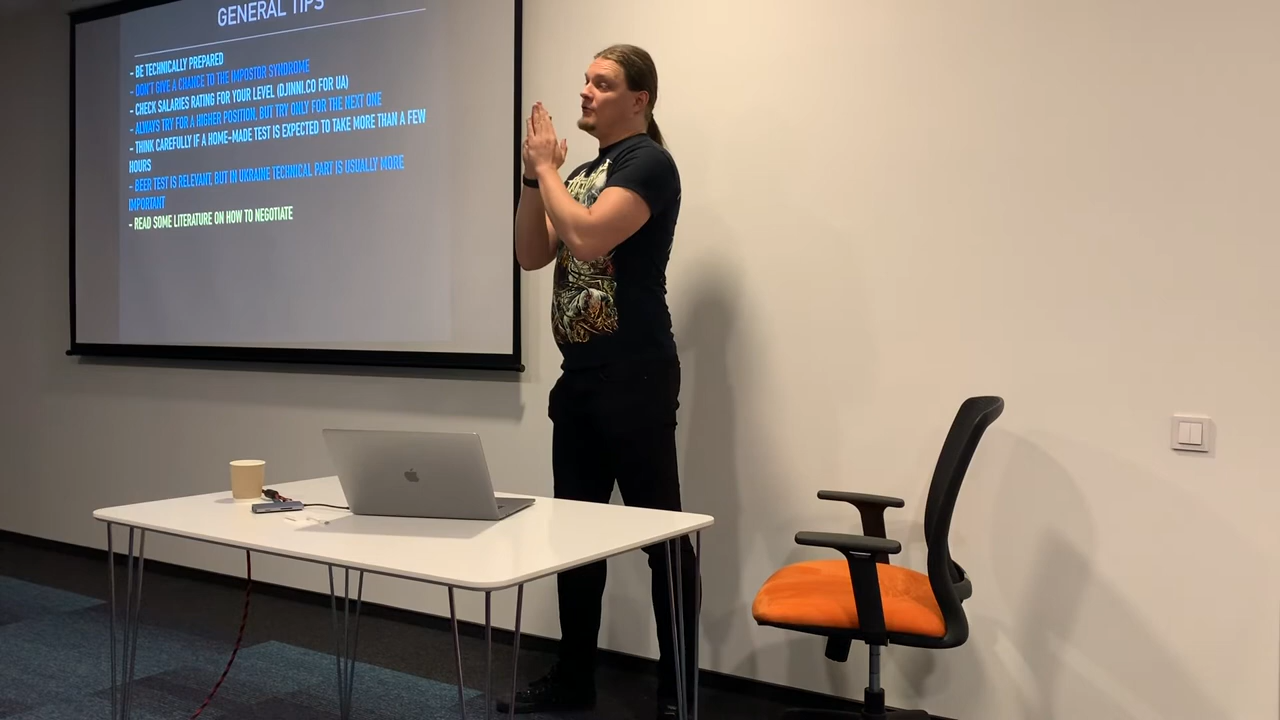 GENERAL TIPS
- BE TECHNICALLY PREPARED
- DON'T GIVE A CHANCE TO THE IMPOSTOR SYNDROME
- CHECK SALARIES RATING FOR YOUR LEVEL (DJINNI.CO FOR UA)
- ALWAYS TRY FOR A HIGHER POSITION, BUT TRY ONLY FOR THE NEXT ONE
- THINK CAREFULLY IF A HOME-MADE TEST IS EXPECTED TO TAKE MORE THAN A FEW
HOURS
- BEER TEST IS RELEVANT, BUT IN UKRAINE TECHNICAL PART IS USUALLY MORE
IMPORTANT
- READ SOME LITERATURE ON HOW TO NEGOTIATE